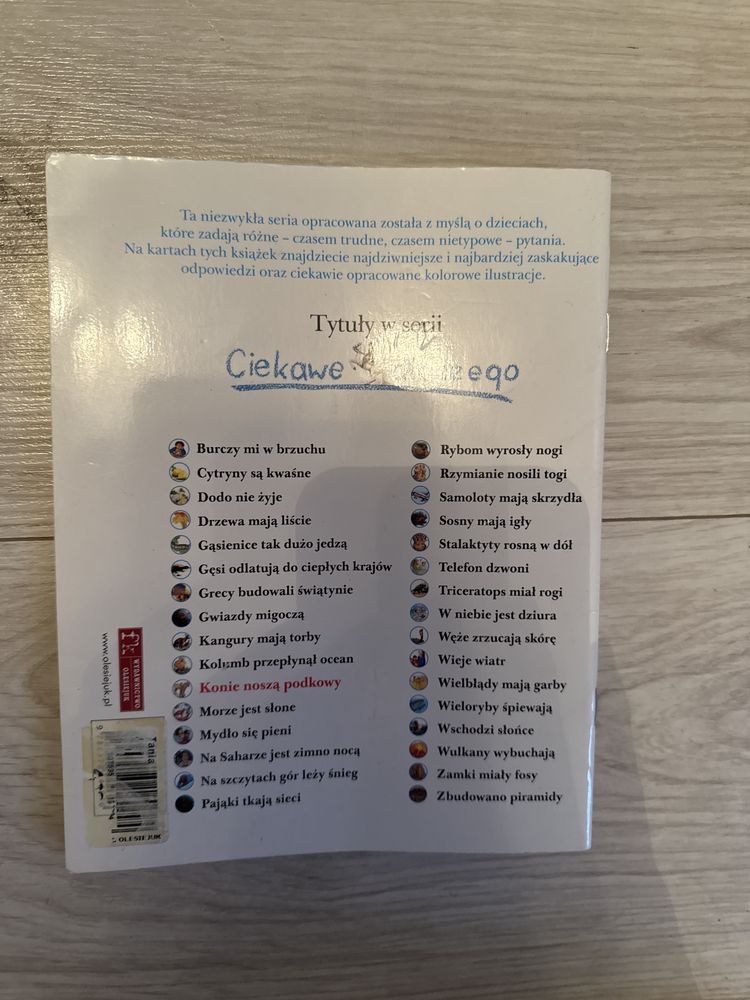 Ta niezwykła seria opracowana została z myślą o dzieciach,
które zadają różne – czasem trudne, czasem nietypowe – pytania.
Na kartach tych książek znajdziecie najdziwniejsze i najbardziej zaskakujące
odpowiedzi oraz ciekawie opracowane kolorowe ilustracje.
Tytuły w serii
Ciekawe
Burczy mi w brzuchu
Cytryny są kwaśne
Dodo nie żyje
Drzewa mają liście
Gąsienice tak dużo jedzą
Gęsi odlatują do ciepłych krajów
Grecy budowali świątynie
Gwiazdy migoczą
Kangury mają torby
Kolumb przepłynął ocean
Konie noszą podkowy
Morze jest słone
Mydło się pieni
Na Saharze jest zimno nocą
Na szczytach gór leży śnieg
Pająki tkają sieci
Rybom wyrosły nogi
Rzymianie nosili togi
Samoloty mają skrzydła
Sosny mają igły
Stalaktyty rosną w dół
Telefon dzwoni
Triceratops miał rogi
W niebie jest dziura
Węże zrzucają skórę
Wieje wiatr
Wielbłądy mają garby
Wieloryby śpiewają
Wschodzi słońce
Wulkany wybuchają
Zamki miały fosy
Zbudowano piramidy
www.olesiejuk.pl
WYDAWNICTWO
OLESIEJUK
Tania
OLESIEJUK